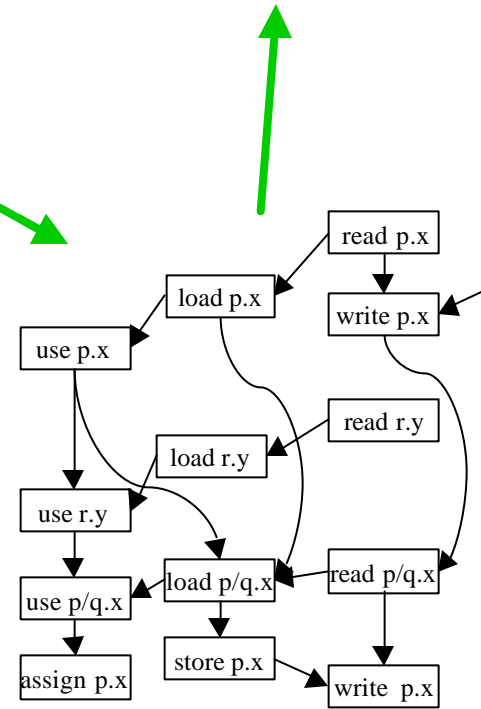 read p.x
load p.x
write p.x
use p.x
read r.y
load r.y
use r.y
load p/q.x
read p/q.x
use p/q.x
store p.x
assign p.x
write p.x